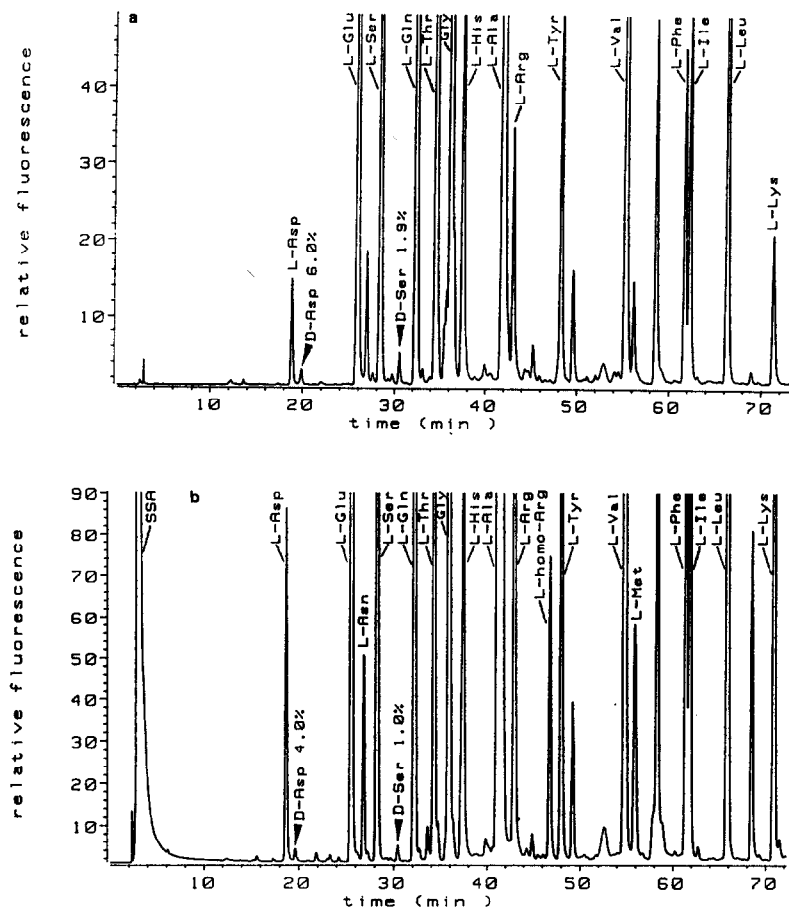 a
relative fluorescence
40
30
20
10
L-Asp
D-Asp 6.0%
L-Glu
L-Ser
D-Ser 1.9%
L-Gln
L-Thr
Gly
L-His
L-Ala
L-Arg
L-Tyr
L-Val
L-Phe
L-Ile
L-Leu
L-Lys
10 20 30 40 50 60 70
time (min )
b
relative fluorescence
90
80
70
60
50
40
30
20
10
SSA
L-Asp
D-Asp 4.0%
L-Glu
L-Asn
L-Ser
D-Ser 1.0%
L-Gln
L-Thr
Gly
L-His
L-Ala
L-Arg
L-homo-Arg
L-Tyr
L-Val
L-Met
L-Phe
L-Ile
L-Leu
L-Lys
10 20 30 40 50 60 70
time (min )